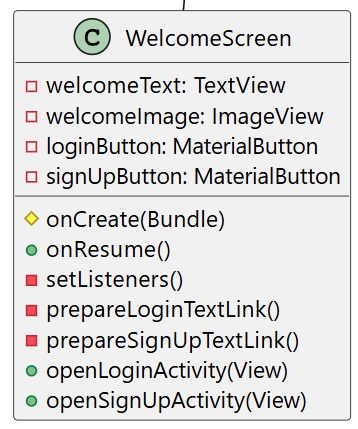 C WelcomeScreen
welcomeText: TextView
welcomeImage: ImageView
loginButton: MaterialButton
signUpButton: MaterialButton
onCreate(Bundle)
onResume()
setListeners()
prepareLoginTextLink()
prepareSignUpTextLink()
openLoginActivity(View)
openSignUpActivity(View)